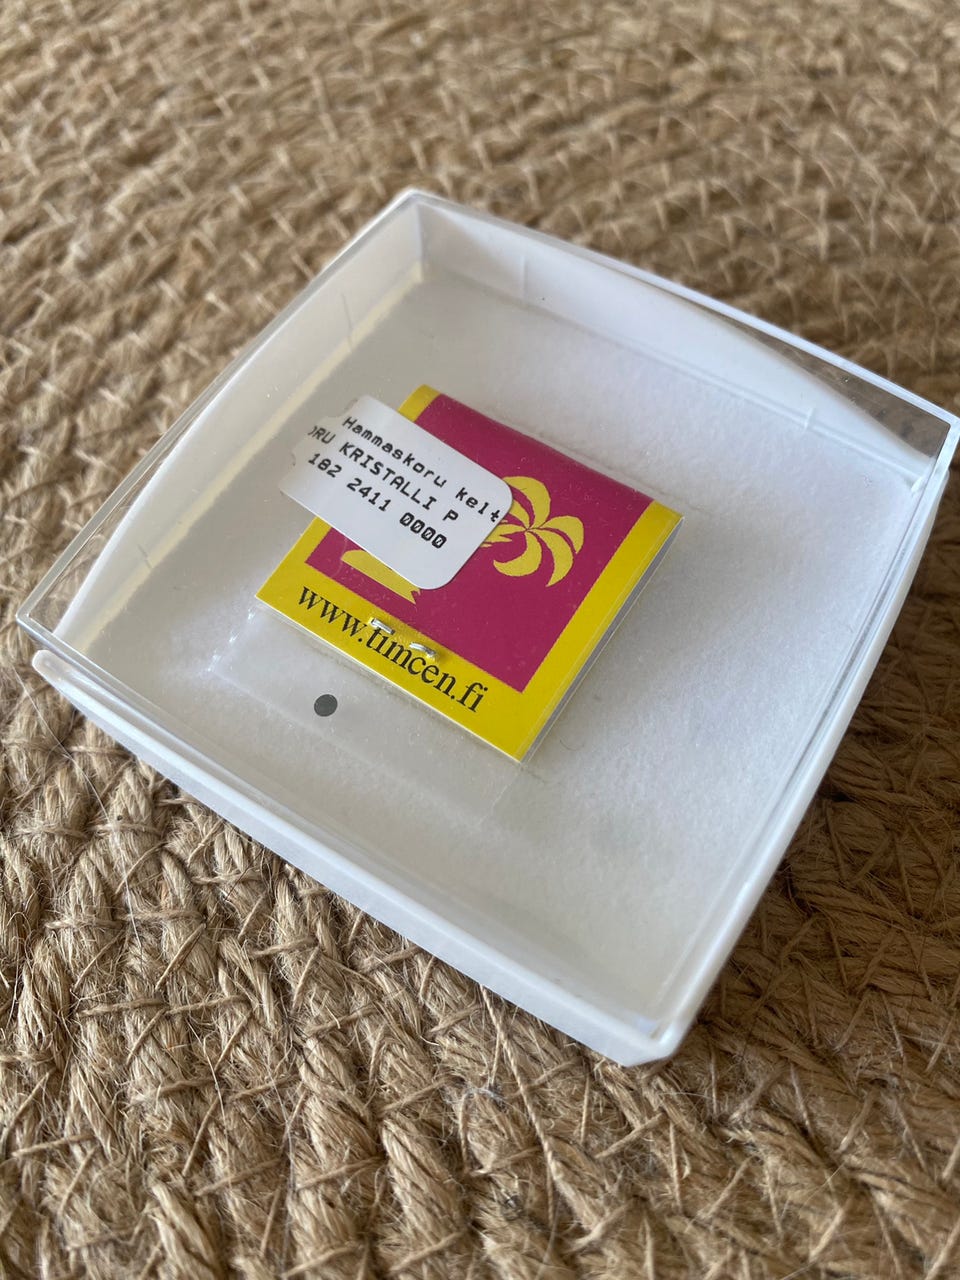 Hammaskoru kelt
ORU KRISTALLI P
182 2411 0000
www.timcen.fi